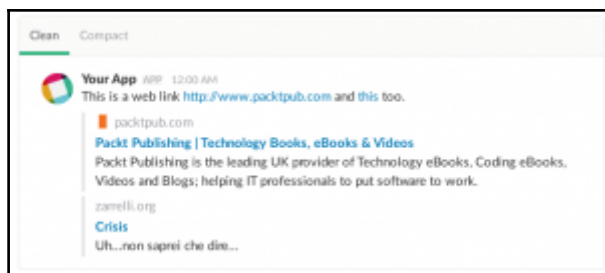 Clean Compact
Your App APP 12:00 AM
This is a web link http://www.packtpub.com and this too.
packtpub.com
Packt Publishing | Technology Books, eBooks & Videos
Packt Publishing is the leading UK provider of Technology eBooks, Coding eBooks,
Videos and Blogs; helping IT professionals to put software to work.
zarrelli.org
Crisis
Uh...non saprei che dire...